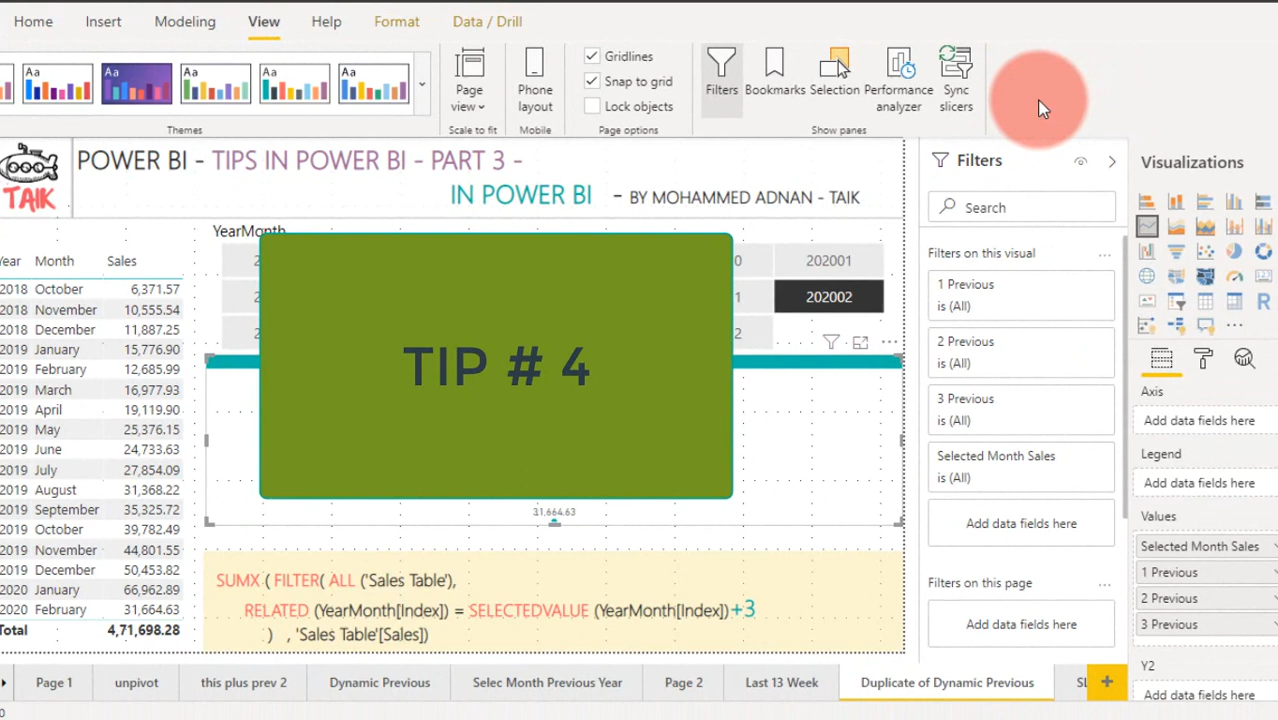 Home Insert Modeling View Help Format Data / Drill
Aa Aa Aa Aa Aa
Page view
Phone layout
Gridlines
Snap to grid
Lock objects
Filters
Bookmarks
Selection
Performance analyzer
Sync slicers
Themes
Scale to fit
Mobile
Page options
Show panes
TAIK
POWER BI - TIPS IN POWER BI - PART 3 -
IN POWER BI - BY MOHAMMED ADNAN - TAIK
Year Month Sales
2018 October 6,371.57
2018 November 10,555.54
2018 December 11,887.25
2019 January 15,776.90
2019 February 12,685.99
2019 March 16,977.93
2019 April 19,119.90
2019 May 25,376.15
2019 June 24,733.63
2019 July 27,854.09
2019 August 31,368.22
2019 September 35,325.72
2019 October 39,782.49
2019 November 44,801.55
2019 December 50,453.82
2020 January 66,962.89
2020 February 31,664.63
Total 4,71,698.28
YearMonth
2 0 202001
2 1 202002
2 2
TIP # 4
31,664.63
SUMX ( FILTER( ALL ('Sales Table'),
RELATED (YearMonth[Index]) = SELECTEDVALUE (YearMonth[Index])+3
) , 'Sales Table'[Sales])
Filters
Search
Filters on this visual ...
1 Previous
is (All)
2 Previous
is (All)
3 Previous
is (All)
Selected Month Sales
is (All)
Add data fields here
Filters on this page ...
Add data fields here
Visualizations
R
Axis
Add data fields here
Legend
Add data fields here
Values
Selected Month Sales
1 Previous
2 Previous
3 Previous
Y2
Add data fields here
Page 1 unpivot this plus prev 2 Dynamic Previous Selec Month Previous Year Page 2 Last 13 Week Duplicate of Dynamic Previous +